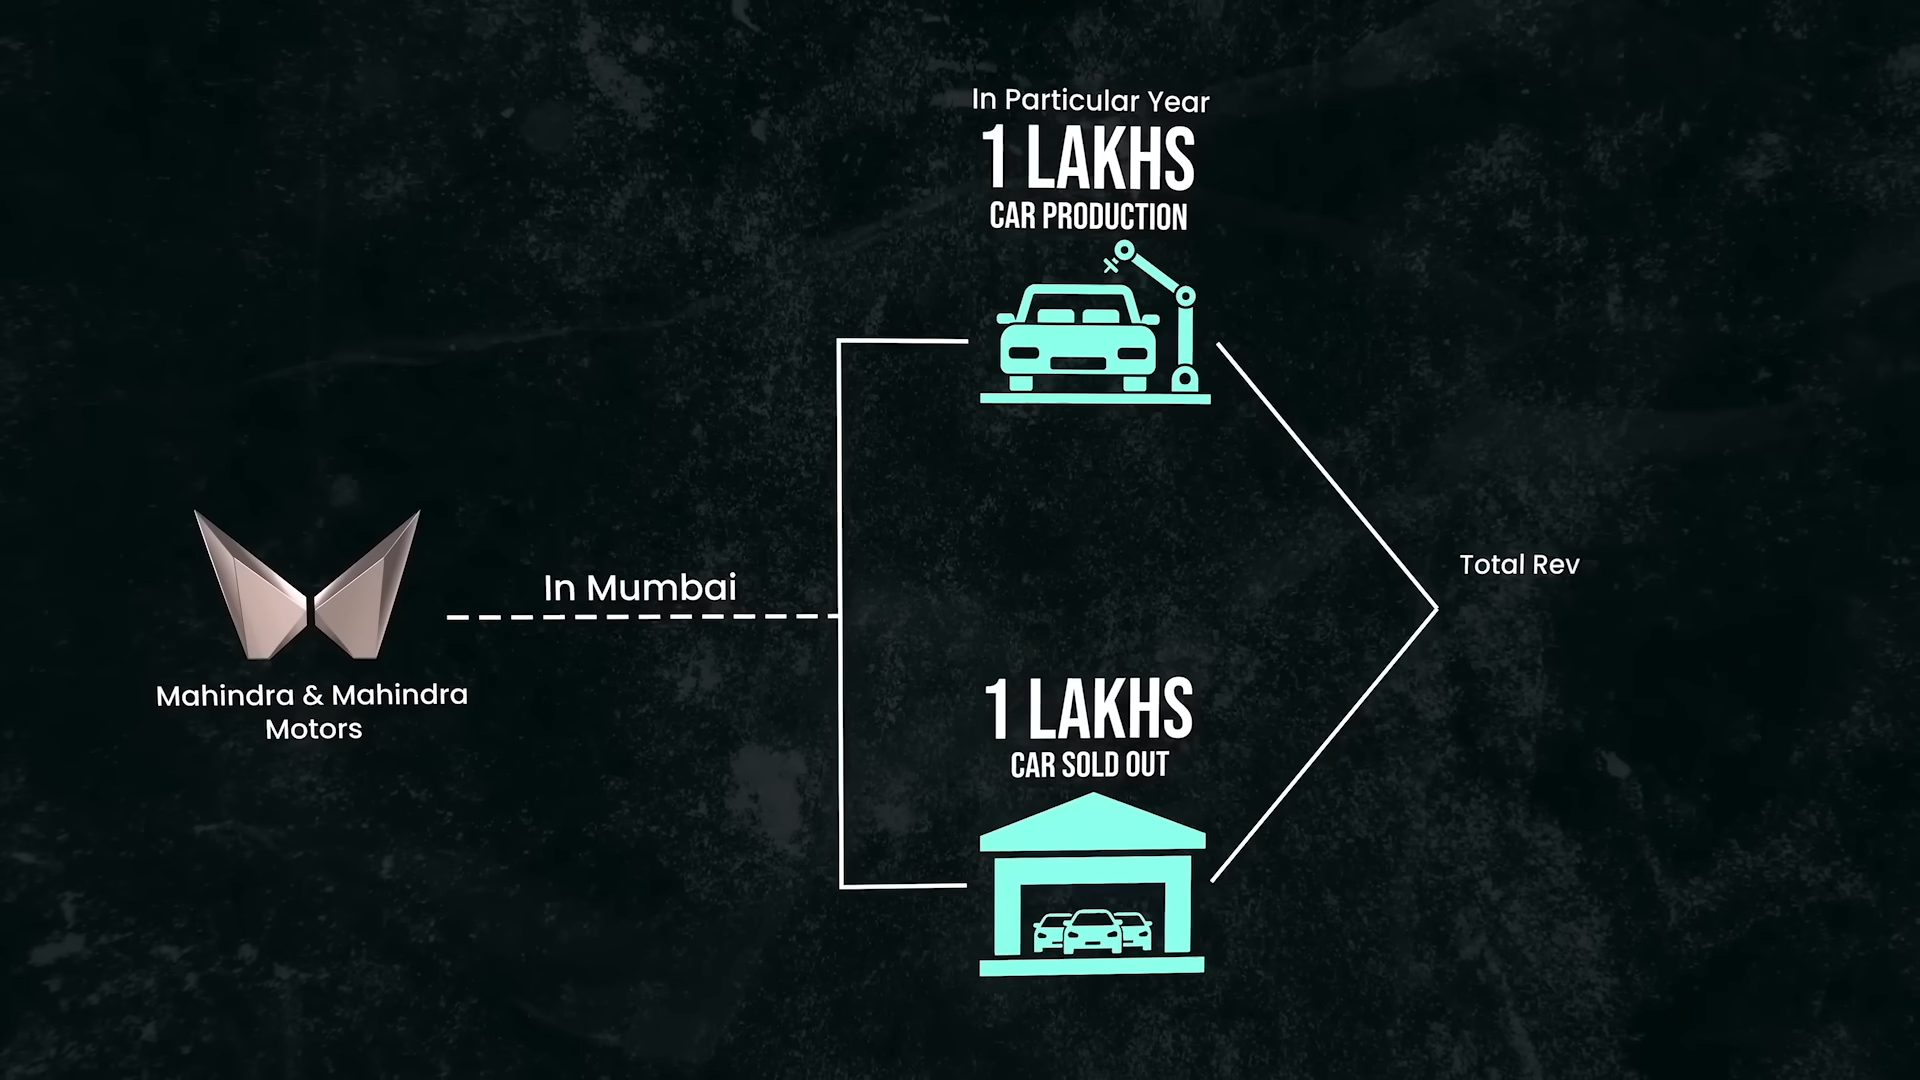 In Particular Year
1 LAKHS
CAR PRODUCTION
In Mumbai
Mahindra & Mahindra
Motors
Total Rev
1 LAKHS
CAR SOLD OUT